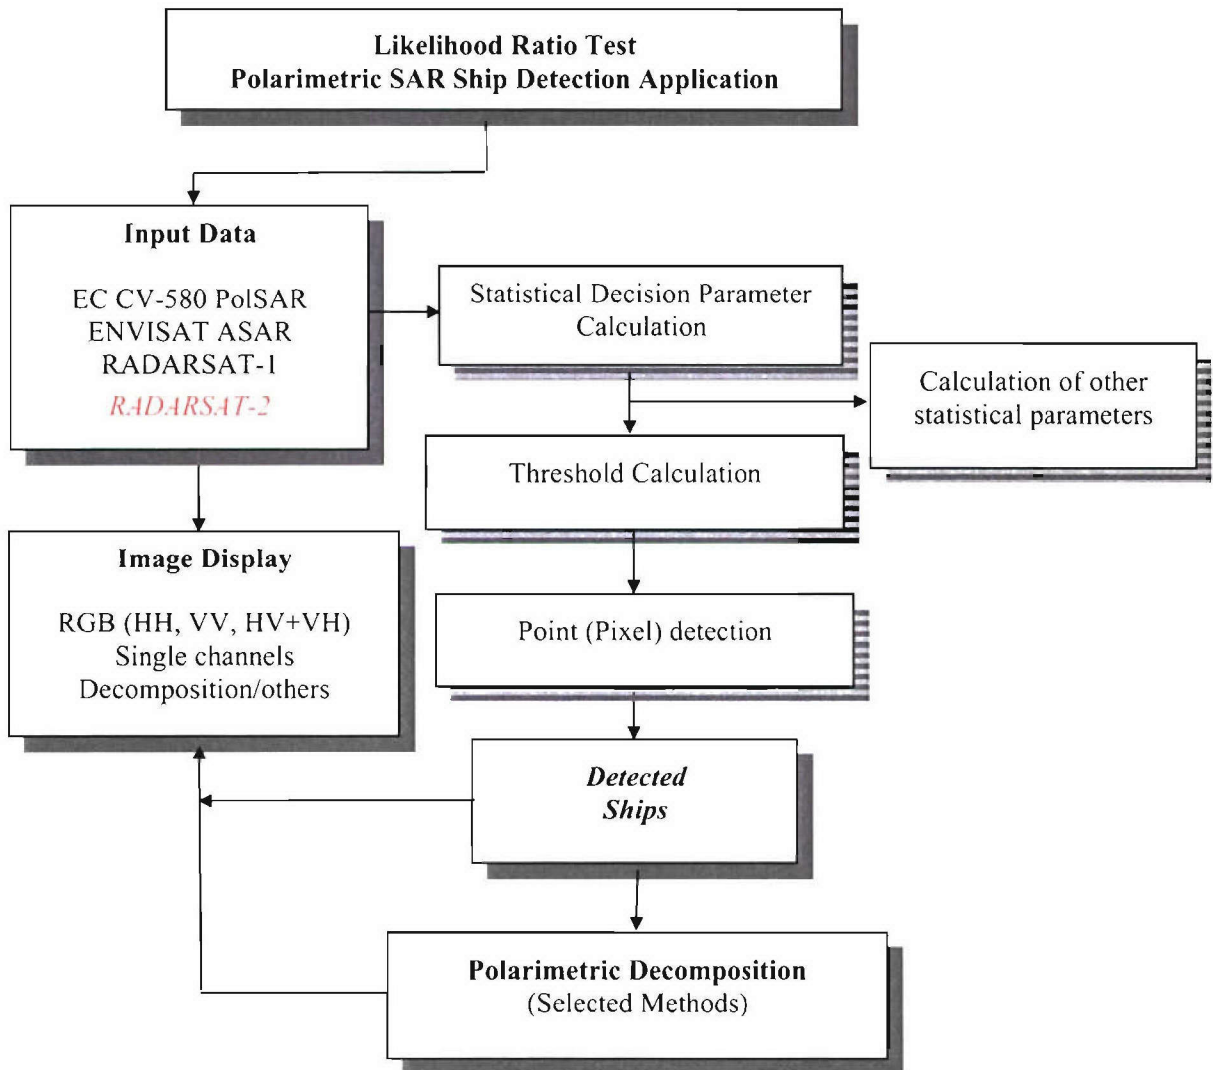 Likelihood Ratio Test
Polarimetric SAR Ship Detection Application
Input Data
EC CV-580 PolSAR
ENVISAT ASAR
RADARSAT-1
RADARSAT-2
Statistical Decision Parameter
Calculation
Calculation of other
statistical parameters
Threshold Calculation
Image Display
RGB (HH, VV, HV+VH)
Single channels
Decomposition/others
Point (Pixel) detection
Detected
Ships
Polarimetric Decomposition
(Selected Methods)